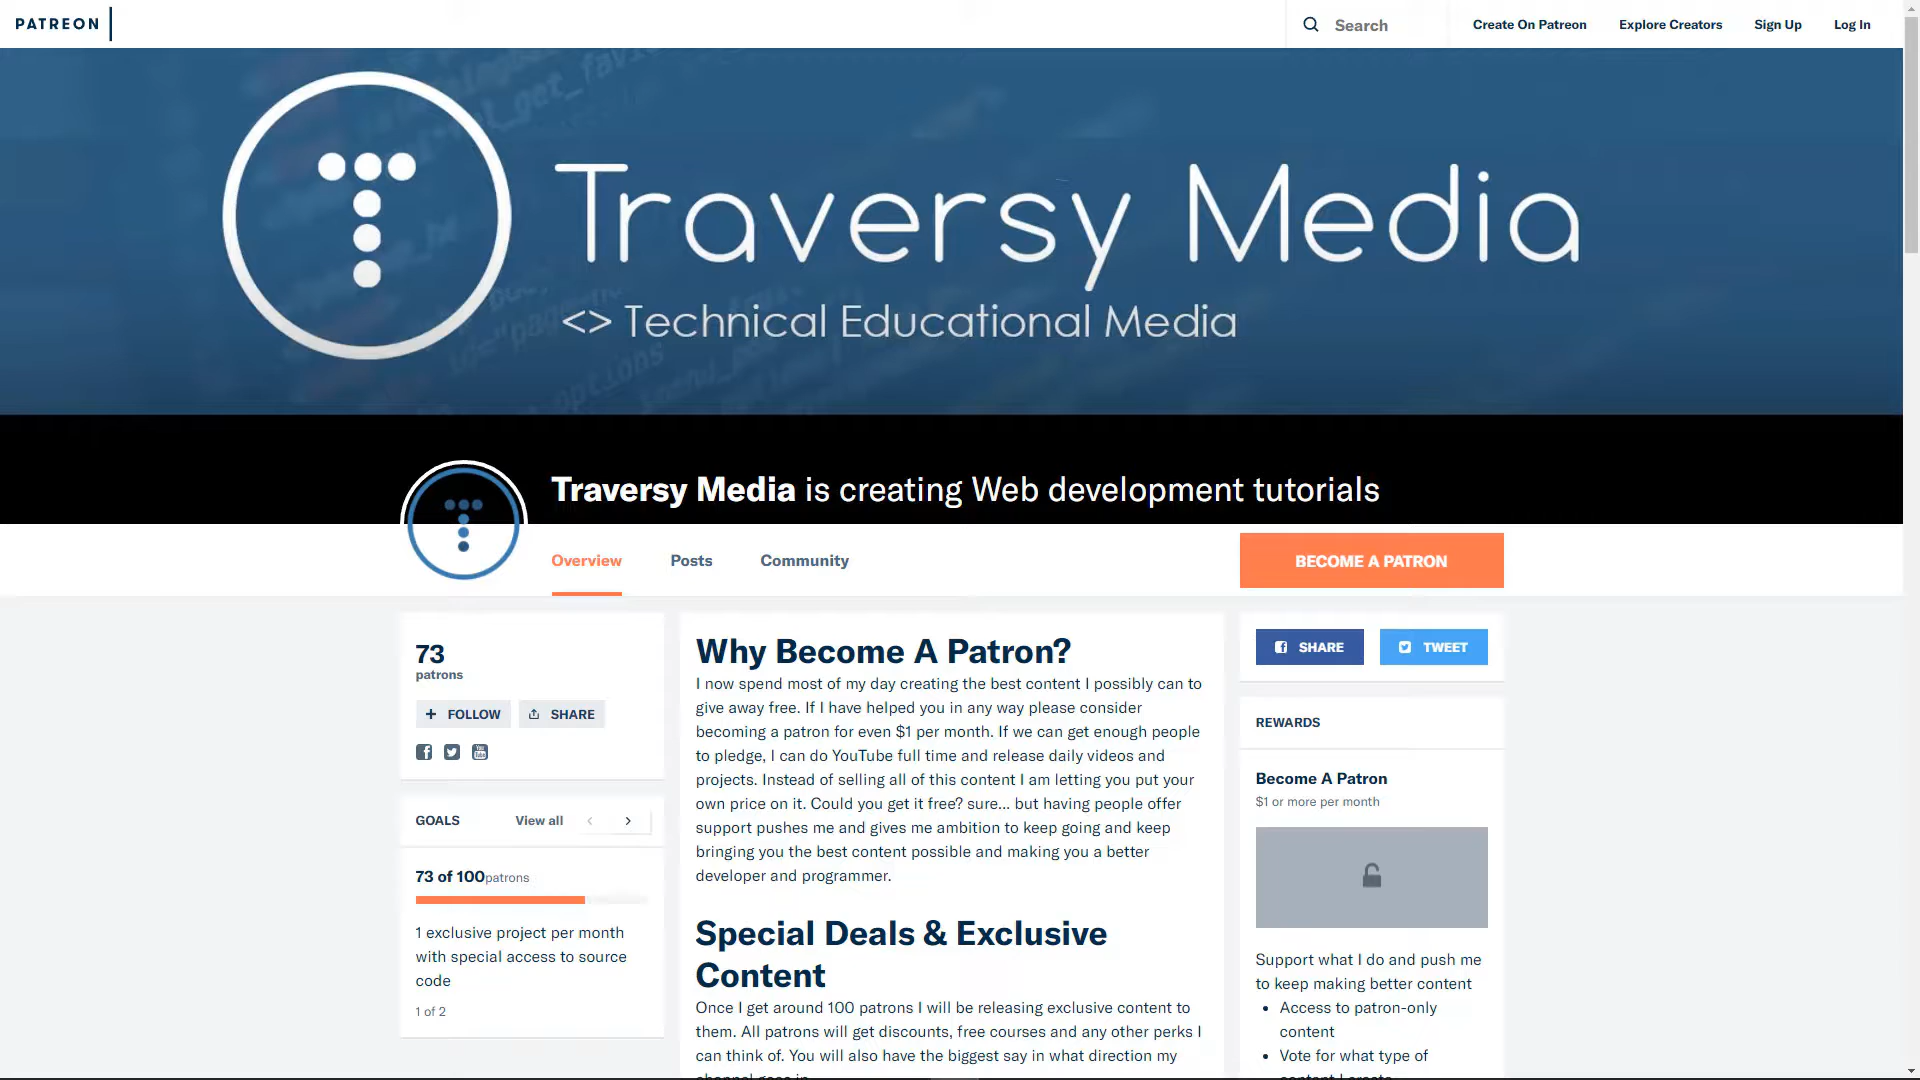 PATREON
Search
Create On Patreon
Explore Creators
Sign Up
Log In
Traversy Media
<> Technical Educational Media
Traversy Media is creating Web development tutorials
Overview
Posts
Community
BECOME A PATRON
73
patrons
+ FOLLOW
SHARE
GOALS
View all
73 of 100 patrons
1 exclusive project per month
with special access to source
code
1 of 2
Why Become A Patron?
I now spend most of my day creating the best content I possibly can to
give away free. If I have helped you in any way please consider
becoming a patron for even $1 per month. If we can get enough people
to pledge, I can do YouTube full time and release daily videos and
projects. Instead of selling all of this content I am letting you put your
own price on it. Could you get it free? sure... but having people offer
support pushes me and gives me ambition to keep going and keep
bringing you the best content possible and making you a better
developer and programmer.
Special Deals & Exclusive
Content
Once I get around 100 patrons I will be releasing exclusive content to
them. All patrons will get discounts, free courses and any other perks I
can think of. You will also have the biggest say in what direction my
channel goes in
SHARE
TWEET
REWARDS
Become A Patron
$1 or more per month
Support what I do and push me
to keep making better content
• Access to patron-only
content
• Vote for what type of
content I create